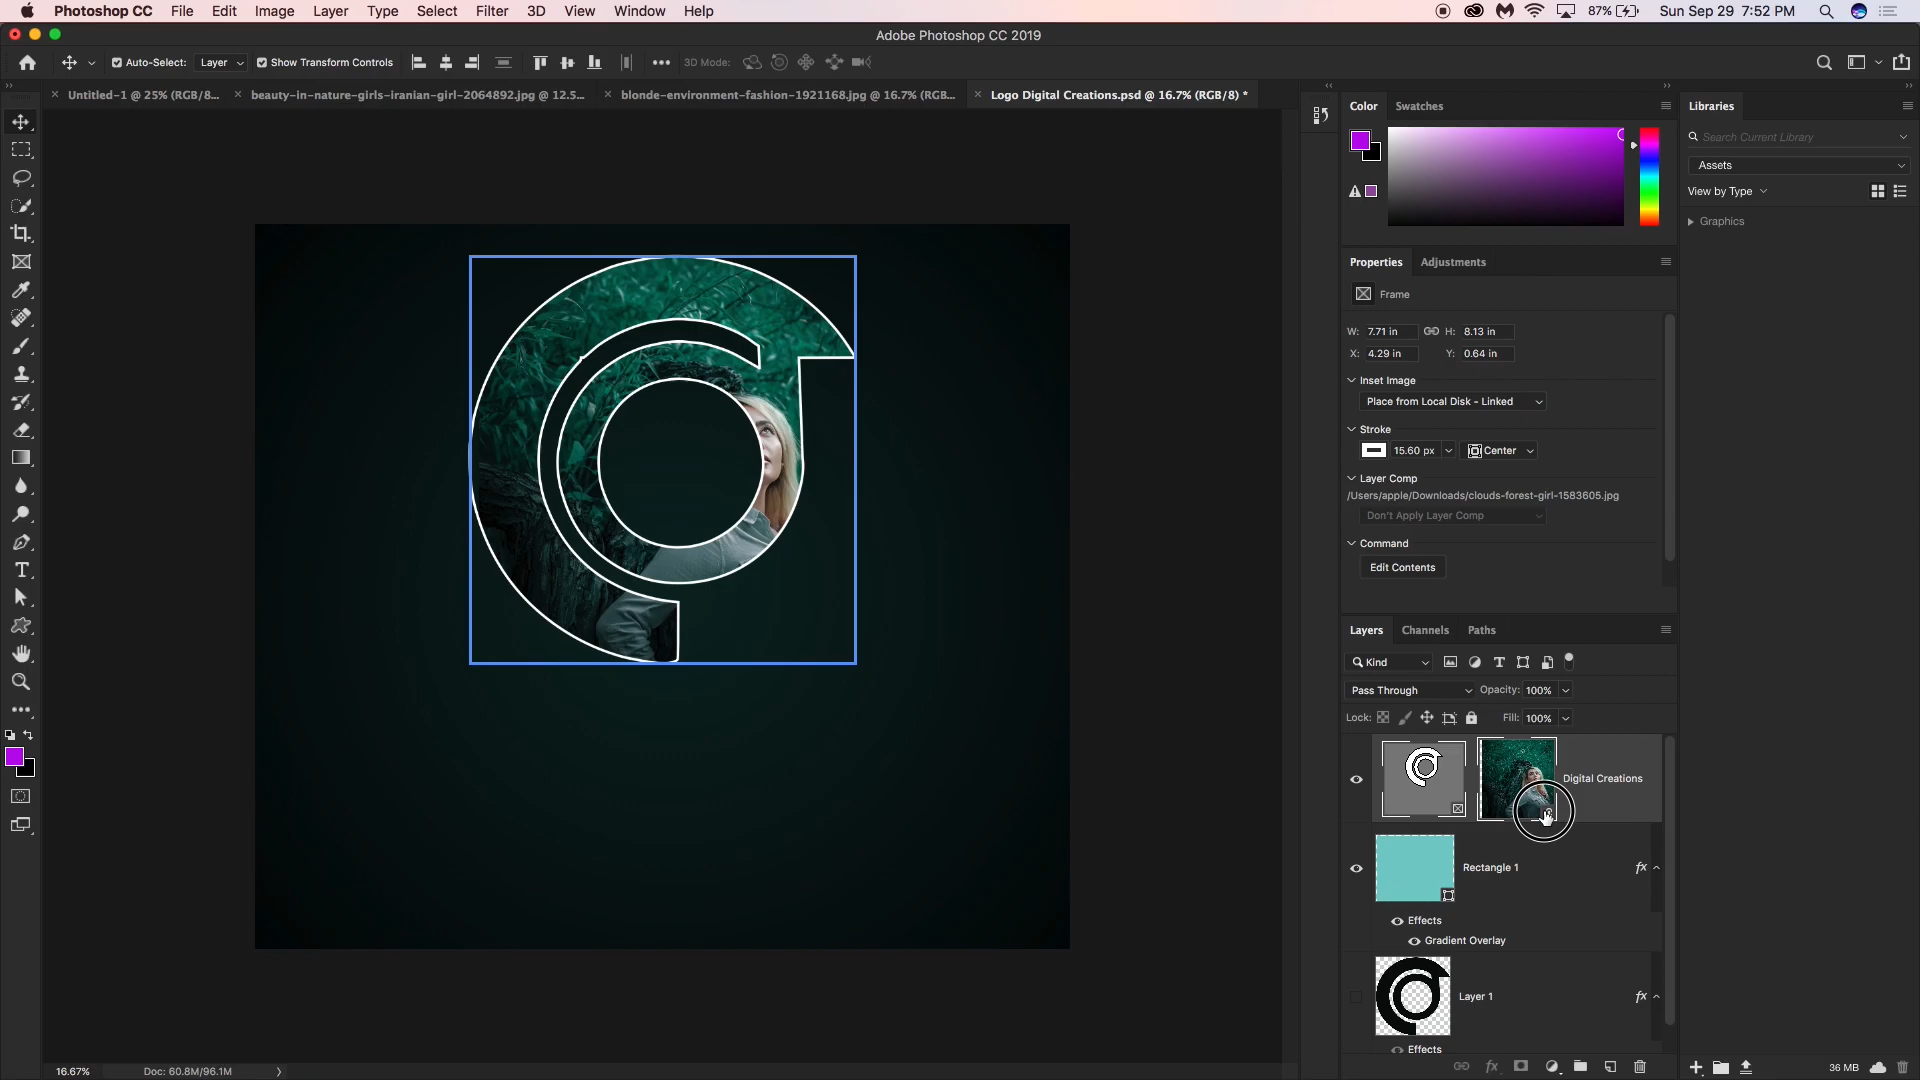 Photoshop CC File Edit Image Layer Type Select Filter 3D View Window Help 87% Sun Sep 29 7:52 PM
Adobe Photoshop CC 2019
Auto-Select: Layer Show Transform Controls 3D Mode:
Untitled-1 @ 25% (RGB/8... beauty-in-nature-girls-iranian-girl-2064892.jpg @ 12.5... blonde-environment-fashion-1921168.jpg @ 16.7% (RGB... Logo Digital Creations.psd @ 16.7% (RGB/8) *
Color Swatches
Libraries
Search Current Library
Assets
View by Type
Graphics
Properties Adjustments
Frame
W: 7.71 in H: 8.13 in
X: 4.29 in Y: 0.64 in
Inset Image
Place from Local Disk - Linked
Stroke
15.60 px Center
Layer Comp
/Users/apple/Downloads/clouds-forest-girl-1583605.jpg
Don't Apply Layer Comp
Command
Edit Contents
Layers Channels Paths
Kind
Pass Through Opacity: 100%
Lock: Fill: 100%
Digital Creations
Rectangle 1 fx
Effects
Gradient Overlay
Layer 1 fx
Effects
fx
16.67% Doc: 60.8M/96.1M
36 MB